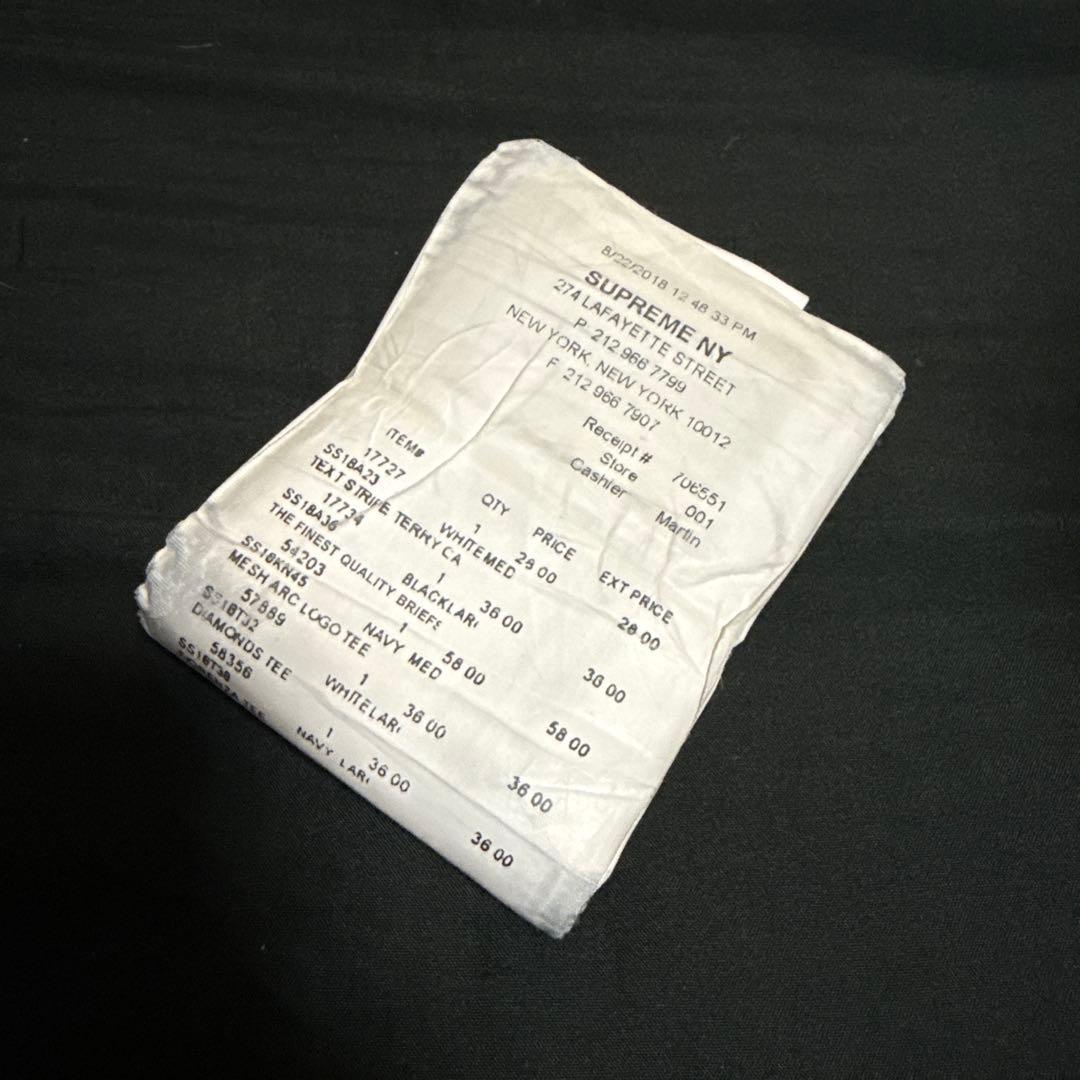 8/22/2018 12 48 33 PM
SUPREME NY
274 LAFAYETTE STREET
P 212 966 7799
NEW YORK, NEW YORK 10012
F 212 966 7907
Receipt # 706551
Store 001
Cashier Martin
ITEM# QTY PRICE EXT PRICE
17727 1 28 00 28 00
SS18A23 WHITE MED
TEXT STRIPE TERRY CA
17734 1 36 00 36 00
SS18A36 BLACK LAR
THE FINEST QUALITY BRIEFS
54203 1 58 00 58 00
SS18KN45 NAVY MED
MESH ARC LOGO TEE
57889 1 36 00 36 00
SS18T32 WHITE LAR
DIAMONDS TEE
58356 1 36 00 36 00
SS18T38 NAVY LAR
TEE